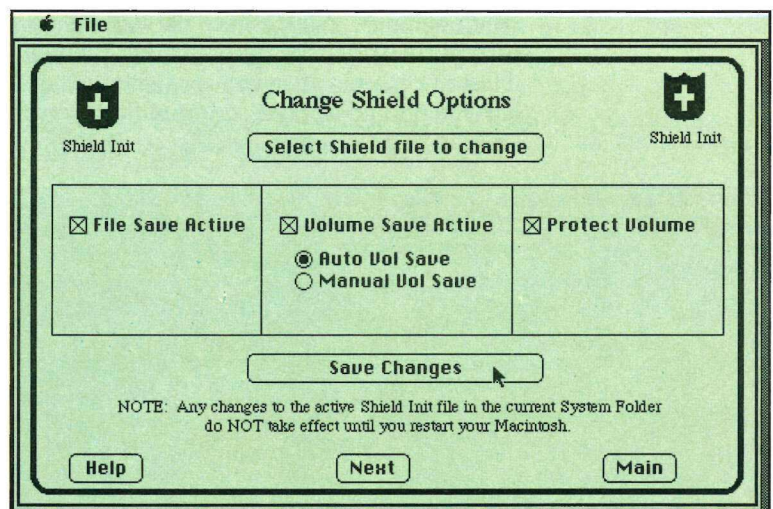 File
Change Shield Options
Shield Init
Shield Init
Select Shield file to change
File Save Active
Volume Save Active
Protect Volume
Auto Vol Save
Manual Vol Save
Save Changes
NOTE: Any changes to the active Shield Init file in the current System Folder
do NOT take effect until you restart your Macintosh.
Help
Next
Main